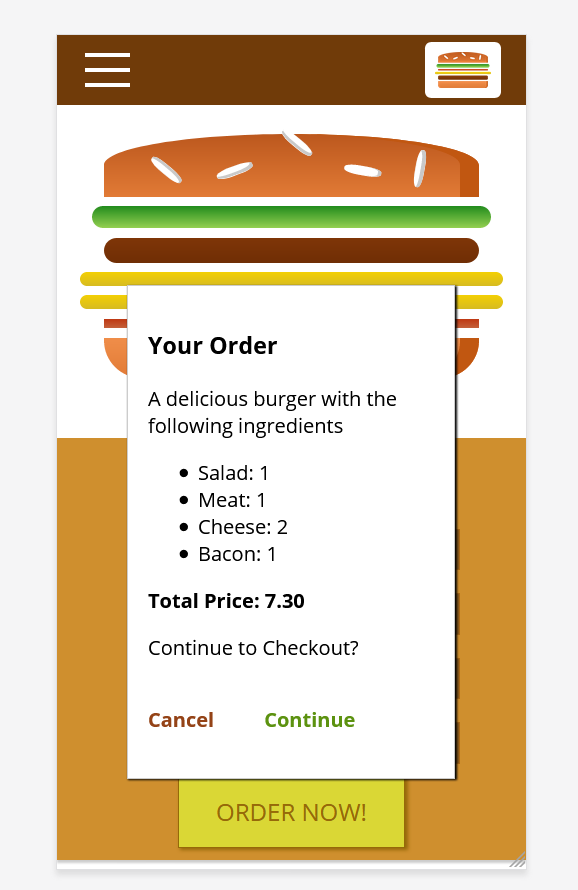 Your Order
A delicious burger with the
following ingredients
Salad: 1
Meat: 1
Cheese: 2
Bacon: 1
Total Price: 7.30
Continue to Checkout?
Cancel Continue
ORDER NOW!